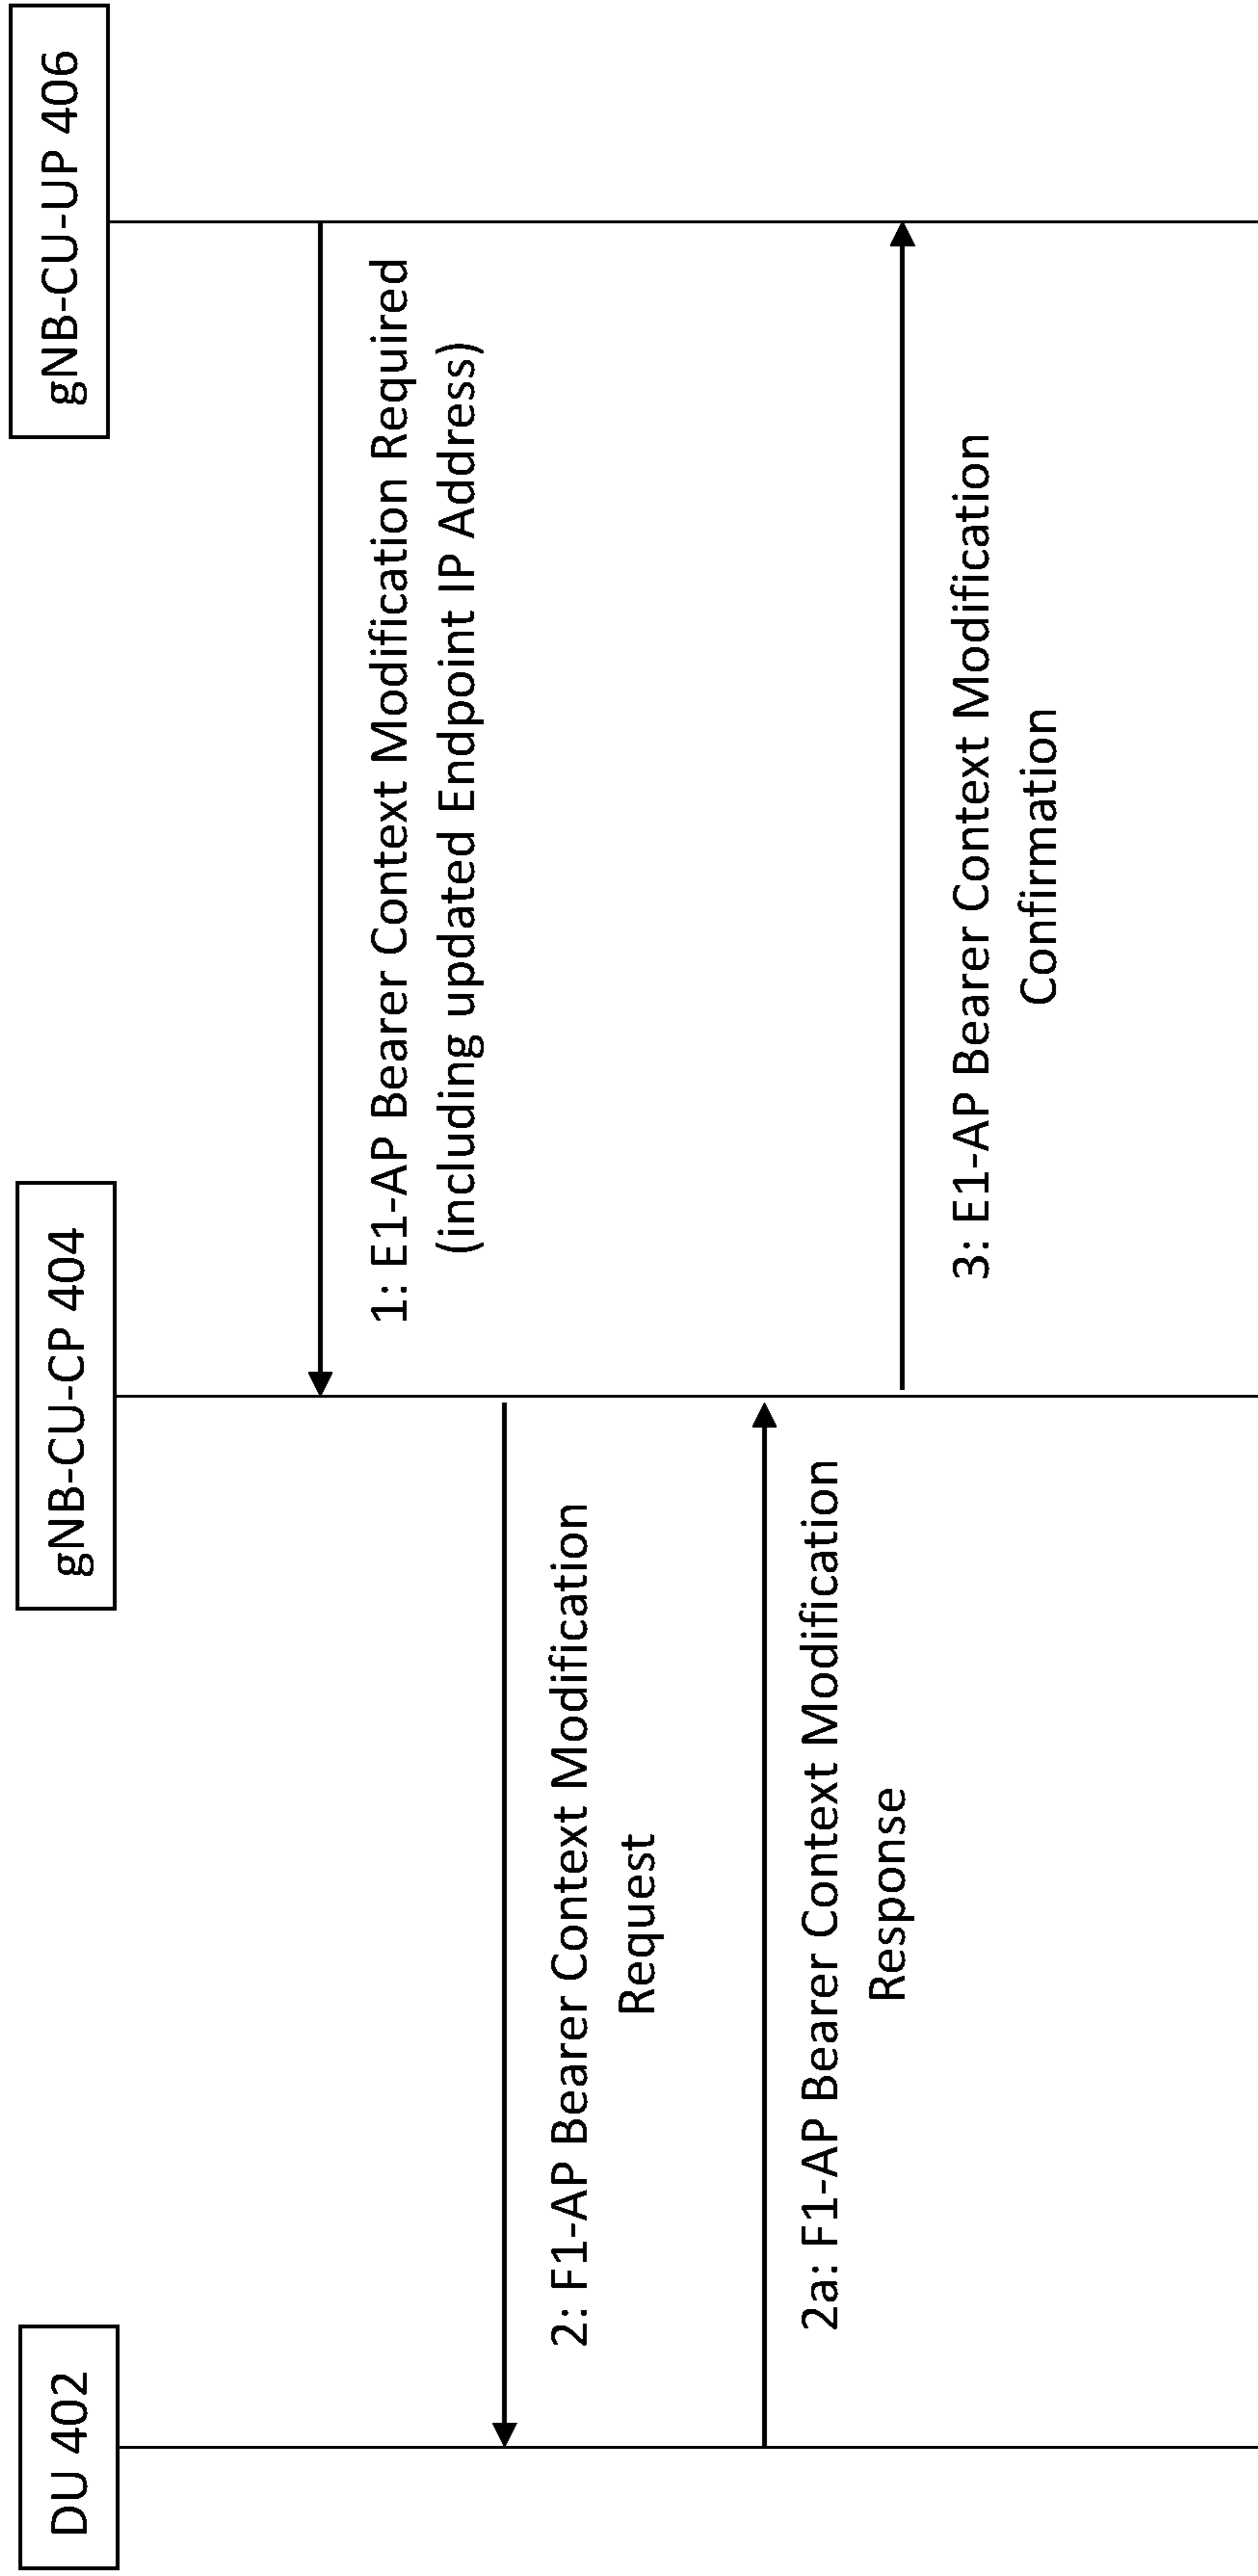 DU 402
gNB-CU-CP 404
gNB-CU-UP 406
1: E1-AP Bearer Context Modification Required
(including updated Endpoint IP Address)
2: F1-AP Bearer Context Modification
Request
2a: F1-AP Bearer Context Modification
Response
3: E1-AP Bearer Context Modification
Confirmation